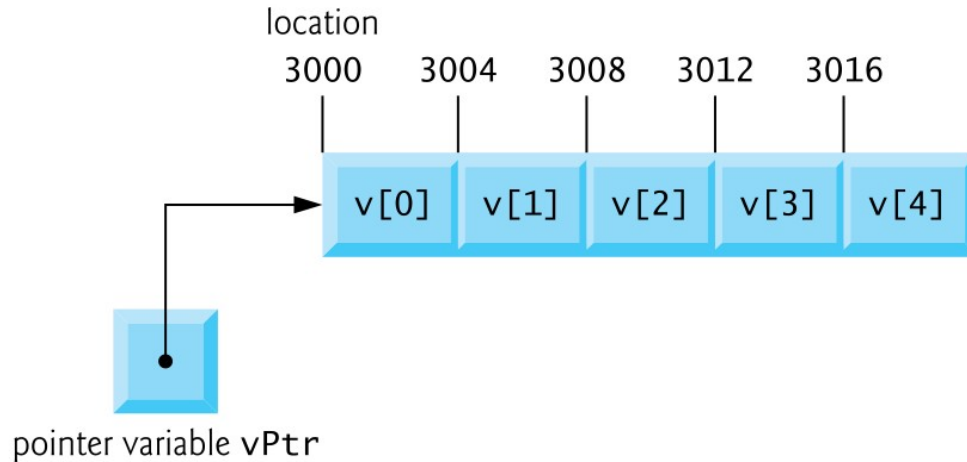 location
3000 3004 3008 3012 3016
v[0] v[1] v[2] v[3] v[4]
pointer variable vPtr